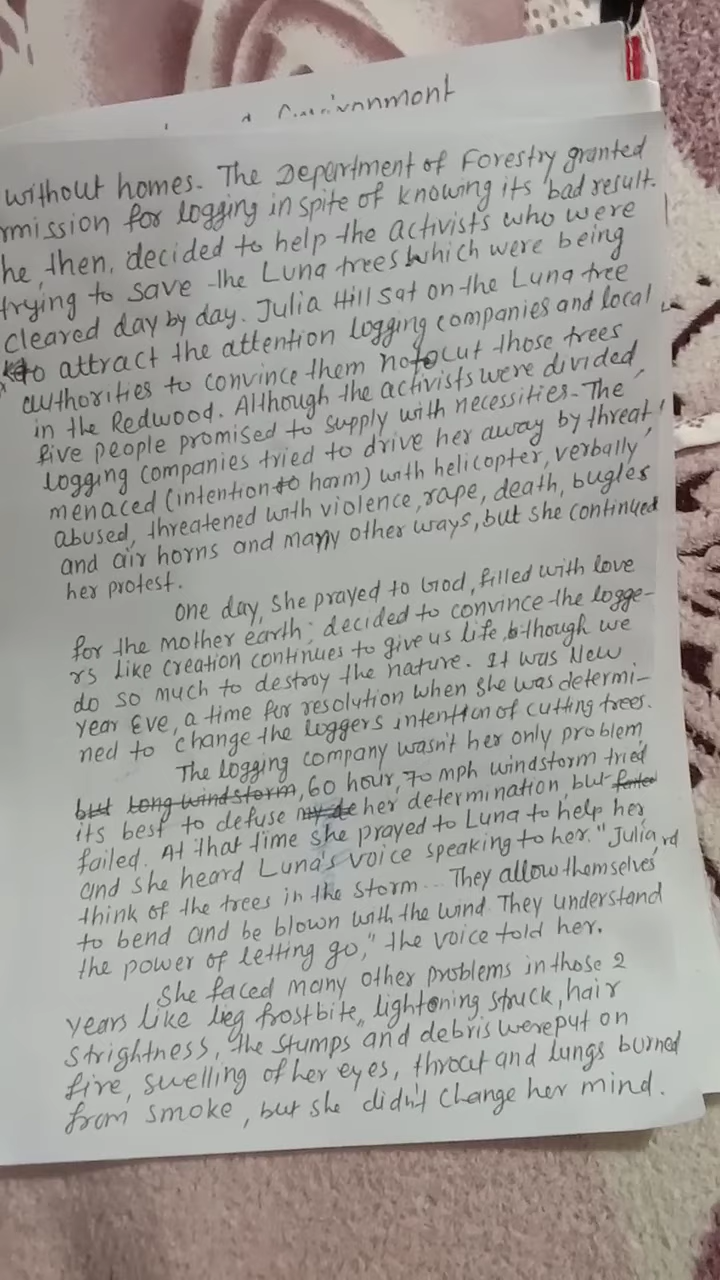 without homes. The Department of Forestry granted
rmission for logging in spite of knowing its bad result.
he, then, decided to help the activists who were
trying to save the Luna trees which were being
cleared day by day. Julia Hill sat on the Luna tree
to attract the attention logging companies and local
authorities to convince them not to cut those trees
in the Redwood. Although the activists were divided,
five people promised to supply with necessities. The
logging companies tried to drive her away by threat,
menaced (intention to harm) with helicopter, verbally
abused, threatened with violence, rape, death, bugles
and air horns and many other ways, but she continued
her protest.
One day, she prayed to God, filled with love
for the mother earth; decided to convince the logge-
rs like creation continues to give us life, though we
do so much to destroy the nature. It was New
year Eve, a time for resolution when she was determi-
ned to change the loggers intention of cutting trees.
The logging company wasn't her only problem
but long windstorm, 60 hour, 70 mph windstorm tried
its best to defuse her determination, but failed
failed. At that time she prayed to Luna to help her
and she heard Luna's voice speaking to her. "Julia
think of the trees in the storm... They allow themselves
to bend and be blown with the wind. They understand
the power of letting go," the voice told her.
She faced many other problems in those 2
years like leg frostbite, lightening struck, hair
strightness, the stumps and debris were put on
fire, swelling of her eyes, throat and lungs burned
from smoke, but she didn't change her mind.